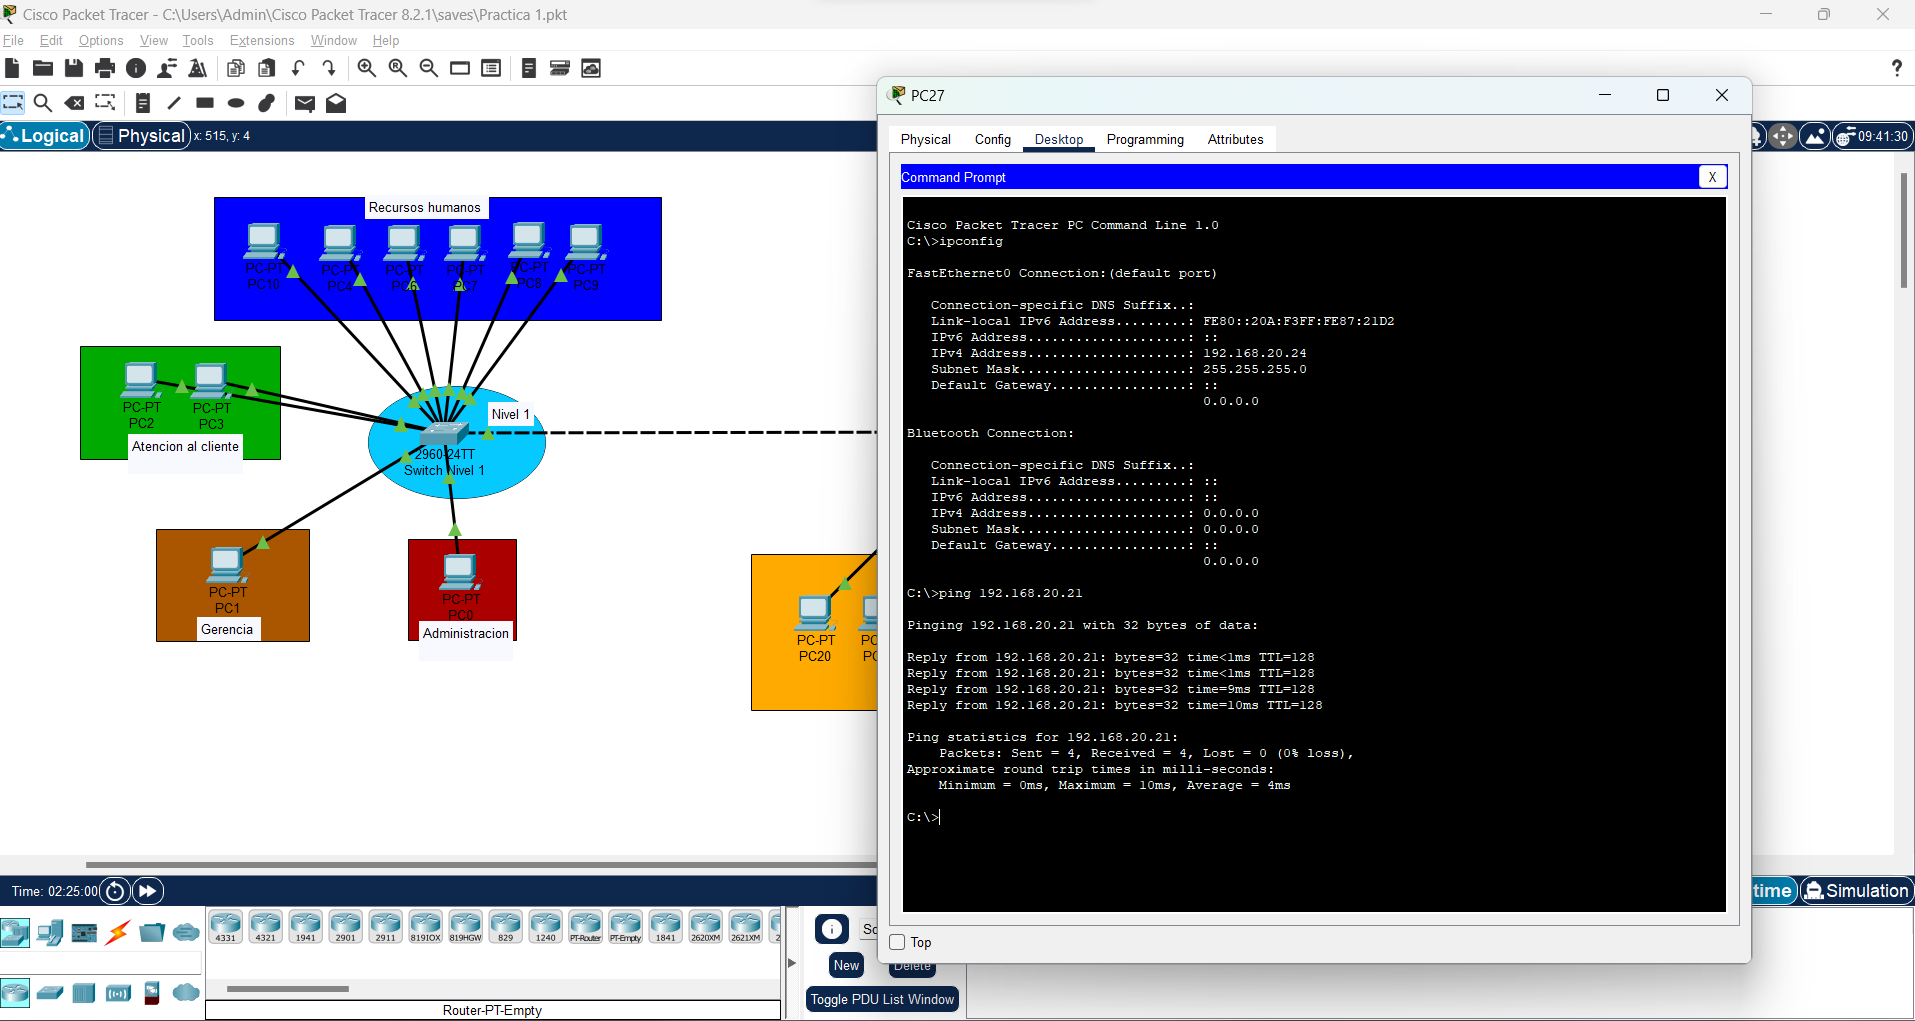 Cisco Packet Tracer - C:\Users\Admin\Cisco Packet Tracer 8.2.1\saves\Practica 1.pkt
File Edit Options View Tools Extensions Window Help
?
Logical Physical x: 515, y: 4
09:41:30
Recursos humanos
PC-PT PC-PT PC-PT PC-PT PC-PT PC-PT
PC10 PC4 PC6 PC7 PC8 PC9
PC-PT PC-PT
PC2 PC3
Atencion al cliente
Nivel 1
2960-24TT
Switch Nivel 1
PC-PT
PC1
Gerencia
PC-PT
PC0
Administracion
PC-PT PC
PC20 PC
PC27
Physical Config Desktop Programming Attributes
Command Prompt
X
Cisco Packet Tracer PC Command Line 1.0
C:\>ipconfig
FastEthernet0 Connection:(default port)
Connection-specific DNS Suffix..:
Link-local IPv6 Address.........: FE80::20A:F3FF:FE87:21D2
IPv6 Address....................: ::
IPv4 Address....................: 192.168.20.24
Subnet Mask.....................: 255.255.255.0
Default Gateway.................: ::
0.0.0.0
Bluetooth Connection:
Connection-specific DNS Suffix..:
Link-local IPv6 Address.........: ::
IPv6 Address....................: ::
IPv4 Address....................: 0.0.0.0
Subnet Mask.....................: 0.0.0.0
Default Gateway.................: ::
0.0.0.0
C:\>ping 192.168.20.21
Pinging 192.168.20.21 with 32 bytes of data:
Reply from 192.168.20.21: bytes=32 time<1ms TTL=128
Reply from 192.168.20.21: bytes=32 time<1ms TTL=128
Reply from 192.168.20.21: bytes=32 time=9ms TTL=128
Reply from 192.168.20.21: bytes=32 time=10ms TTL=128
Ping statistics for 192.168.20.21:
Packets: Sent = 4, Received = 4, Lost = 0 (0% loss),
Approximate round trip times in milli-seconds:
Minimum = 0ms, Maximum = 10ms, Average = 4ms
C:\>
Top
Time: 02:25:00
time Simulation
4331 4321 1941 2901 2911 819IOX 819HGW 829 1240 PT-Router PT-Empty 1841 2620XM 2621XM 2
Router-PT-Empty
Sc
New Delete
Toggle PDU List Window